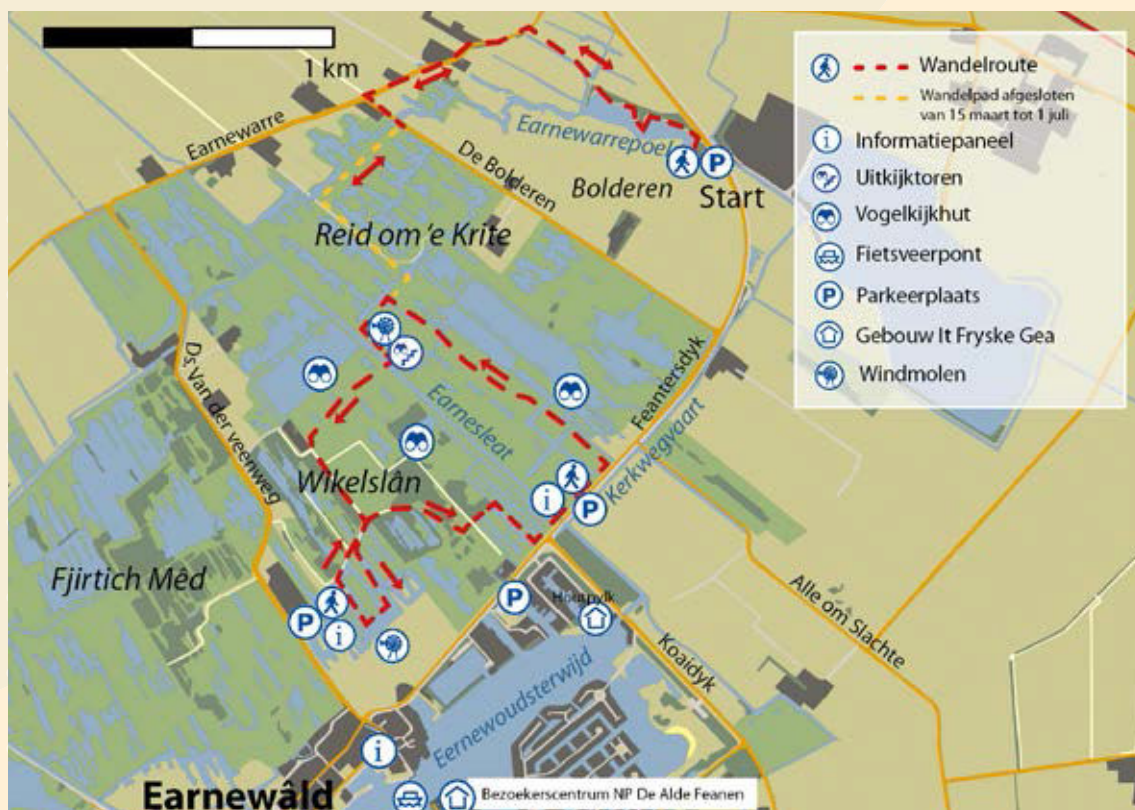 1 km
Wandelroute
Wandelpad afgesloten
van 15 maart tot 1 juli
i Informatiepaneel
Uitkijktoren
Vogelkijkhut
Fietsveerpont
P Parkeerplaats
Gebouw It Fryske Gea
Windmolen
Earnewarre
Earnewarrepoel
De Bolderen
Bolderen
P
Start
Reid om 'e Krite
Ds. Van der veenweg
Earnesleat
Feantersdyk
Kerkwegvaart
Wikelslân
i
P
Fjirtich Mêd
Alle om Slachte
P
Houtpylk
P
i
Koaidyk
Eernewoudsterwijd
i
Earnewâld
Bezoekerscentrum NP De Alde Feanen